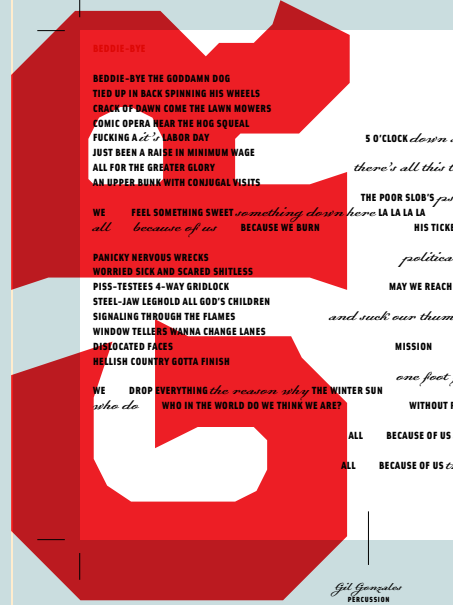 BEDDIE-BYE
BEDDIE-BYE THE GODDAMN DOG
TIED UP IN BACK SPINNING HIS WHEELS
CRACK OF DAWN COME THE LAWN MOWERS
COMIC OPERA HEAR THE HOG SQUEAL
FUCKING A it's LABOR DAY 5 O'CLOCK down
JUST BEEN A RAISE IN MINIMUM WAGE
ALL FOR THE GREATER GLORY there's all this
AN UPPER BUNK WITH CONJUGAL VISITS
THE POOR SLOB'S
WE FEEL SOMETHING SWEET something down here LA LA LA LA
all because of us BECAUSE WE BURN HIS
PANICKY NERVOUS WRECKS politica
WORRIED SICK AND SCARED SHITLESS
PISS-TESTEES 4-WAY GRIDLOCK MAY WE REACH
STEEL-JAW LEGHOLD ALL GOD'S CHILDREN
SIGNALING THROUGH THE FLAMES and suck our thum
WINDOW TELLERS WANNA CHANGE LANES
DISLOCATED FACES MISSION
HELLISH COUNTRY GOTTA FINISH
one foot
WE DROP EVERYTHING the reason why THE WINTER SUN
who do WHO IN THE WORLD DO WE THINK WE ARE? WITHOUT
ALL BECAUSE OF US
ALL BECAUSE OF US
Gil Gonzales
PERCUSSION